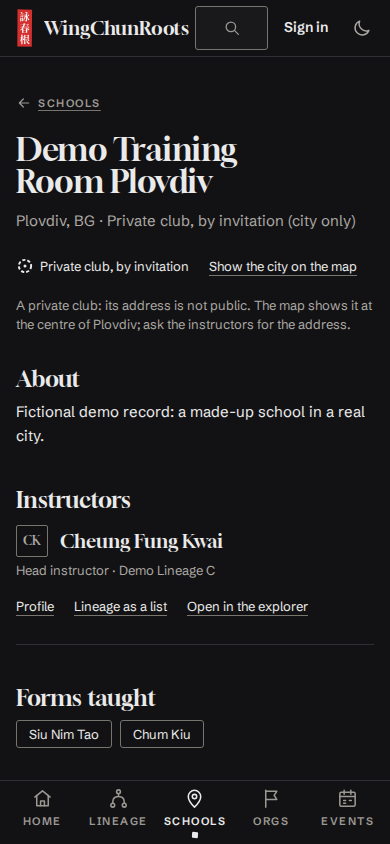 詠春根
WingChunRoots
Sign in
SCHOOLS
Demo Training
Room Plovdiv
Plovdiv, BG · Private club, by invitation (city only)
Private club, by invitation
Show the city on the map
A private club: its address is not public. The map shows it at
the centre of Plovdiv; ask the instructors for the address.
About
Fictional demo record: a made-up school in a real
city.
Instructors
CK
Cheung Fung Kwai
Head instructor · Demo Lineage C
Profile
Lineage as a list
Open in the explorer
Forms taught
Siu Nim Tao
Chum Kiu
HOME
LINEAGE
SCHOOLS
ORGS
EVENTS